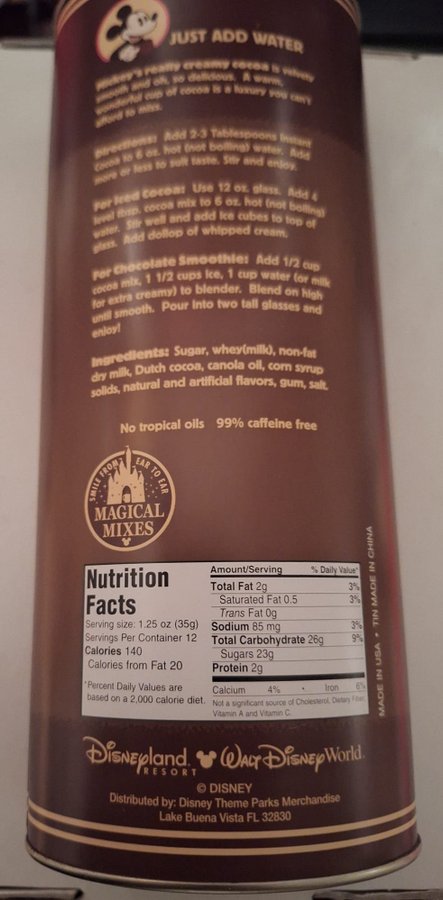 JUST ADD WATER
Mickey's really creamy cocoa is velvety
smooth and oh, so delicious. A warm,
wonderful cup of cocoa is a luxury you can't
afford to miss.
Directions: Add 2-3 Tablespoons Instant
Cocoa to 6 oz. hot (not boiling) water. Add
more or less to suit taste. Stir and enjoy.
For Iced Cocoa: Use 12 oz. glass. Add 4
level tbsp. cocoa mix to 6 oz. hot (not boiling)
water. Stir well and add ice cubes to top of
glass. Add dollop of whipped cream.
For Chocolate Smoothie: Add 1/2 cup
cocoa mix, 1 1/2 cups ice, 1 cup water (or milk
for extra creamy) to blender. Blend on high
until smooth. Pour into two tall glasses and
enjoy!
Ingredients: Sugar, whey(milk), non-fat
dry milk, Dutch cocoa, canola oil, corn syrup
solids, natural and artificial flavors, gum, salt.
No tropical oils 99% caffeine free
SMILE FROM EAR TO EAR
MAGICAL
MIXES
Nutrition
Facts
Serving size: 1.25 oz (35g)
Servings Per Container 12
Calories 140
Calories from Fat 20
*Percent Daily Values are
based on a 2,000 calorie diet.
Amount/Serving % Daily Value*
Total Fat 2g 3%
Saturated Fat 0.5 3%
Trans Fat 0g
Sodium 85 mg 3%
Total Carbohydrate 26g 9%
Sugars 23g
Protein 2g
Calcium 4% • Iron 6%
Not a significant source of Cholesterol, Dietary Fiber,
Vitamin A and Vitamin C.
MADE IN USA • TIN MADE IN CHINA
Disneyland Walt Disney World
RESORT
© DISNEY
Distributed by: Disney Theme Parks Merchandise
Lake Buena Vista FL 32830